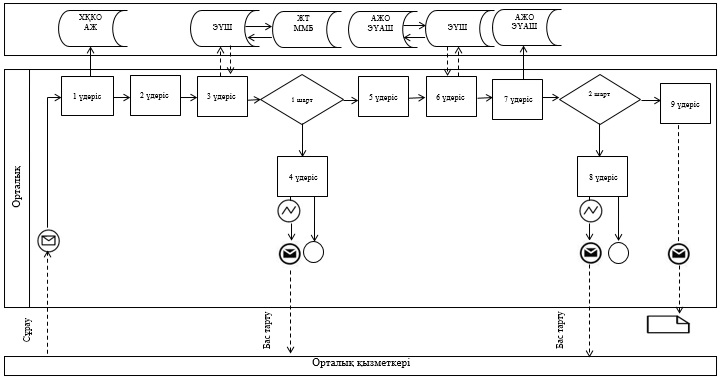 ХҚКО
АЖ
ЭҮШ
ЖТ
ММБ
АЖО
ЭҮАШ
ЭҮШ
АЖО
ЭҮАШ
Орталық
1 үдеріс
2 үдеріс
3 үдеріс
1 шарт
5 үдеріс
6 үдеріс
7 үдеріс
2 шарт
9 үдеріс
4 үдеріс
8 үдеріс
Сұрау
Бас тарту
Бас тарту
Орталық қызметкері